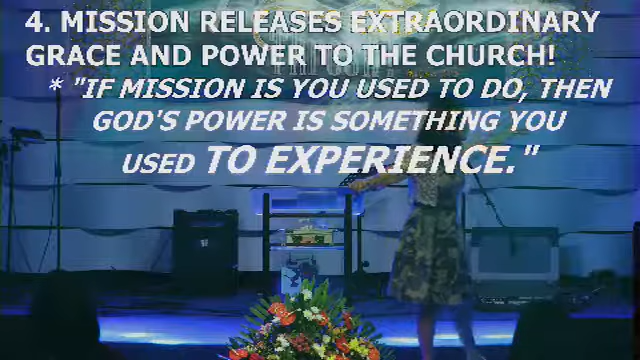 4. MISSION RELEASES EXTRAORDINARY
GRACE AND POWER TO THE CHURCH!
* "IF MISSION IS YOU USED TO DO, THEN
GOD'S POWER IS SOMETHING YOU
USED TO EXPERIENCE."